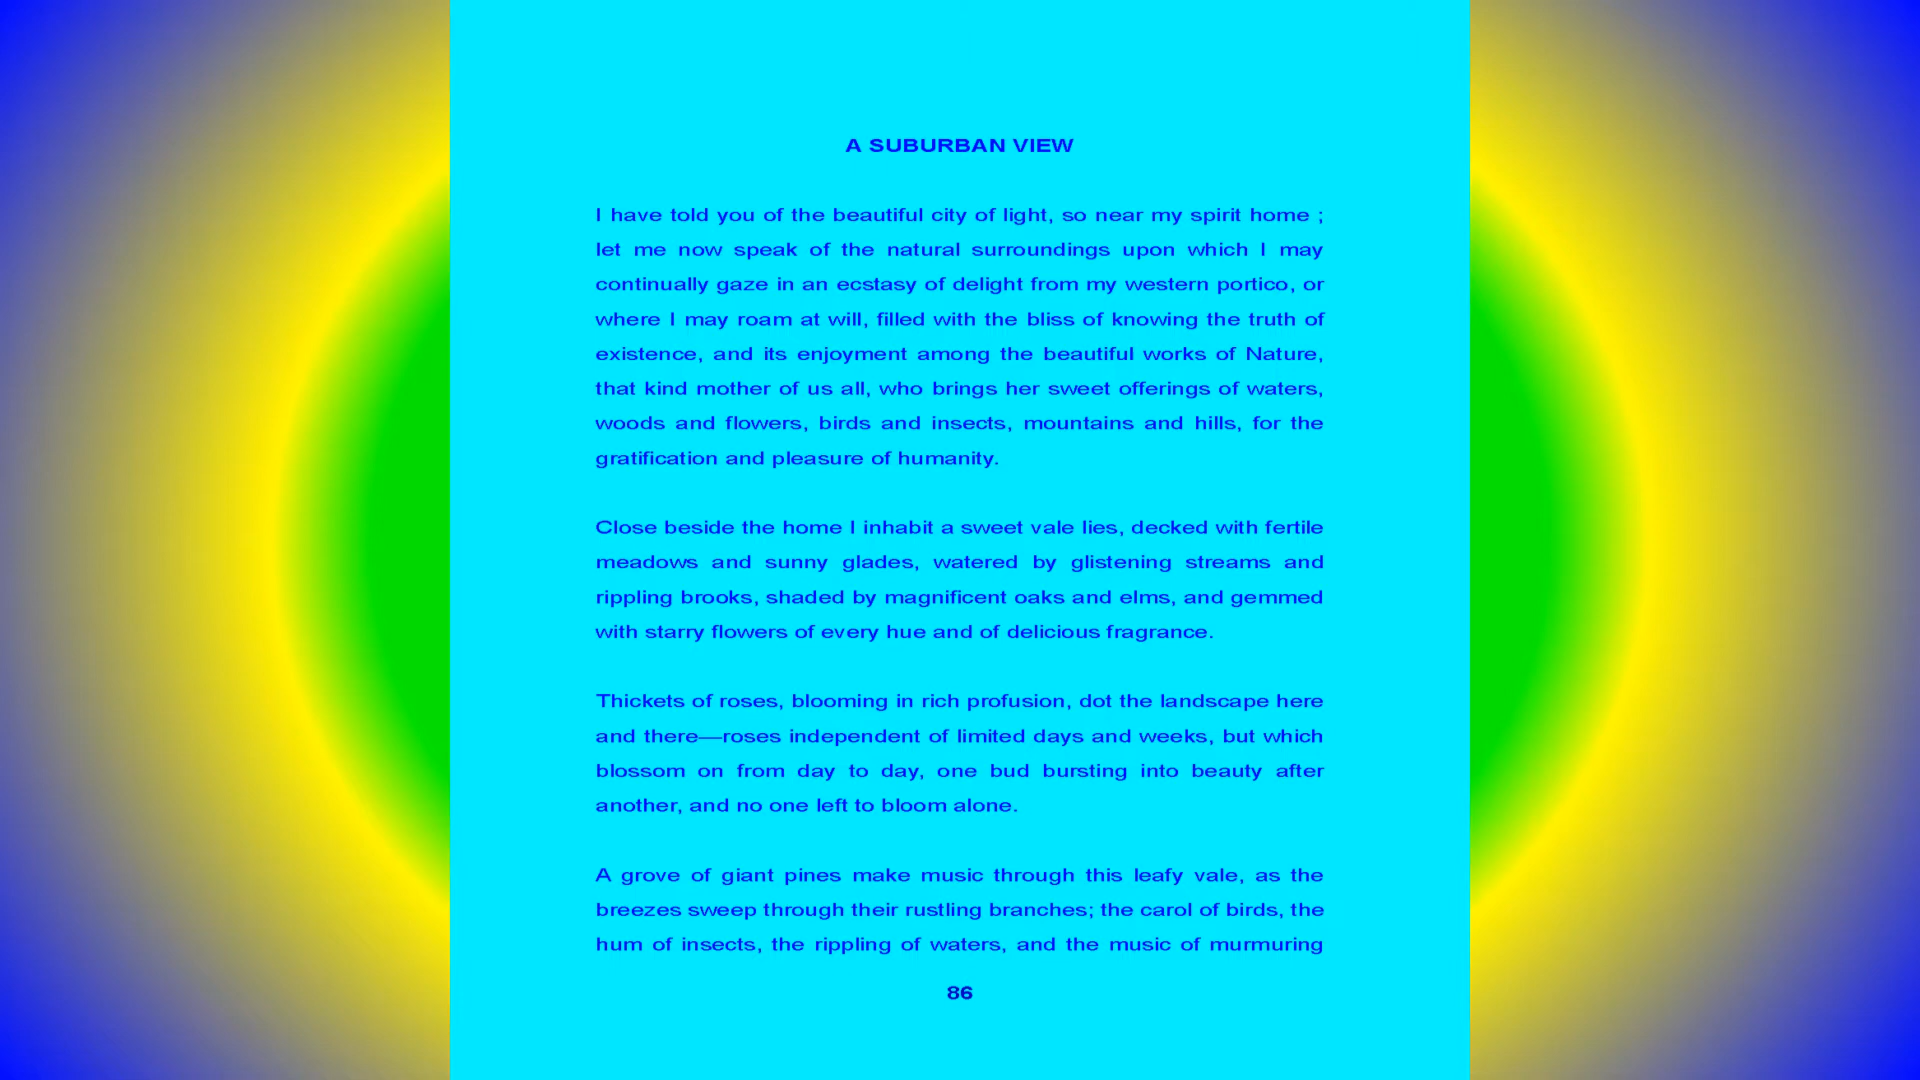 A SUBURBAN VIEW
I have told you of the beautiful city of light, so near my spirit home ;
let me now speak of the natural surroundings upon which I may
continually gaze in an ecstasy of delight from my western portico, or
where I may roam at will, filled with the bliss of knowing the truth of
existence, and its enjoyment among the beautiful works of Nature,
that kind mother of us all, who brings her sweet offerings of waters,
woods and flowers, birds and insects, mountains and hills, for the
gratification and pleasure of humanity.
Close beside the home I inhabit a sweet vale lies, decked with fertile
meadows and sunny glades, watered by glistening streams and
rippling brooks, shaded by magnificent oaks and elms, and gemmed
with starry flowers of every hue and of delicious fragrance.
Thickets of roses, blooming in rich profusion, dot the landscape here
and there—roses independent of limited days and weeks, but which
blossom on from day to day, one bud bursting into beauty after
another, and no one left to bloom alone.
A grove of giant pines make music through this leafy vale, as the
breezes sweep through their rustling branches; the carol of birds, the
hum of insects, the rippling of waters, and the music of murmuring
86